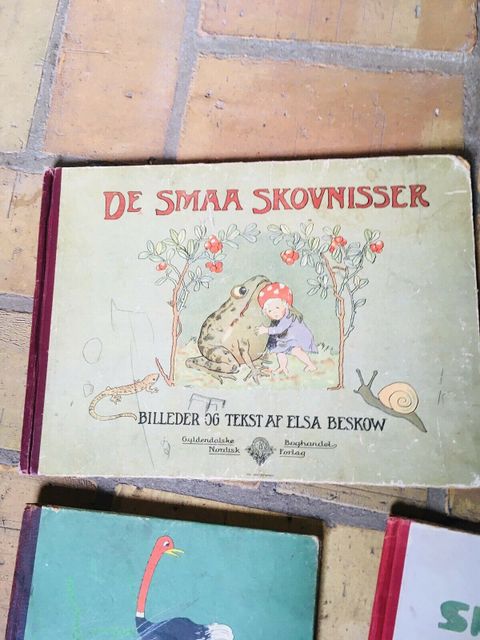 DE SMAA SKOVNISSER
BILLEDER OG TEKST AF ELSA BESKOW
Gyldendalske Boghandel
Nordisk Forlag